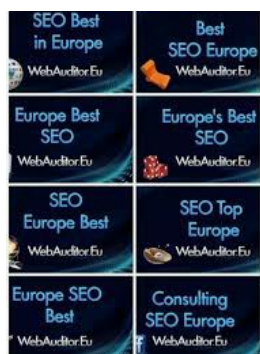 SEO Best
in Europe
WebAuditor.Eu
Best
SEO Europe
WebAuditor.Eu
Europe Best
SEO
WebAuditor.Eu
Europe's Best
SEO
WebAuditor.Eu
SEO
Europe Best
WebAuditor.Eu
SEO Top
Europe
WebAuditor.Eu
Europe SEO
Best
WebAuditor.Eu
Consulting
SEO Europe
f WebAuditor.Eu